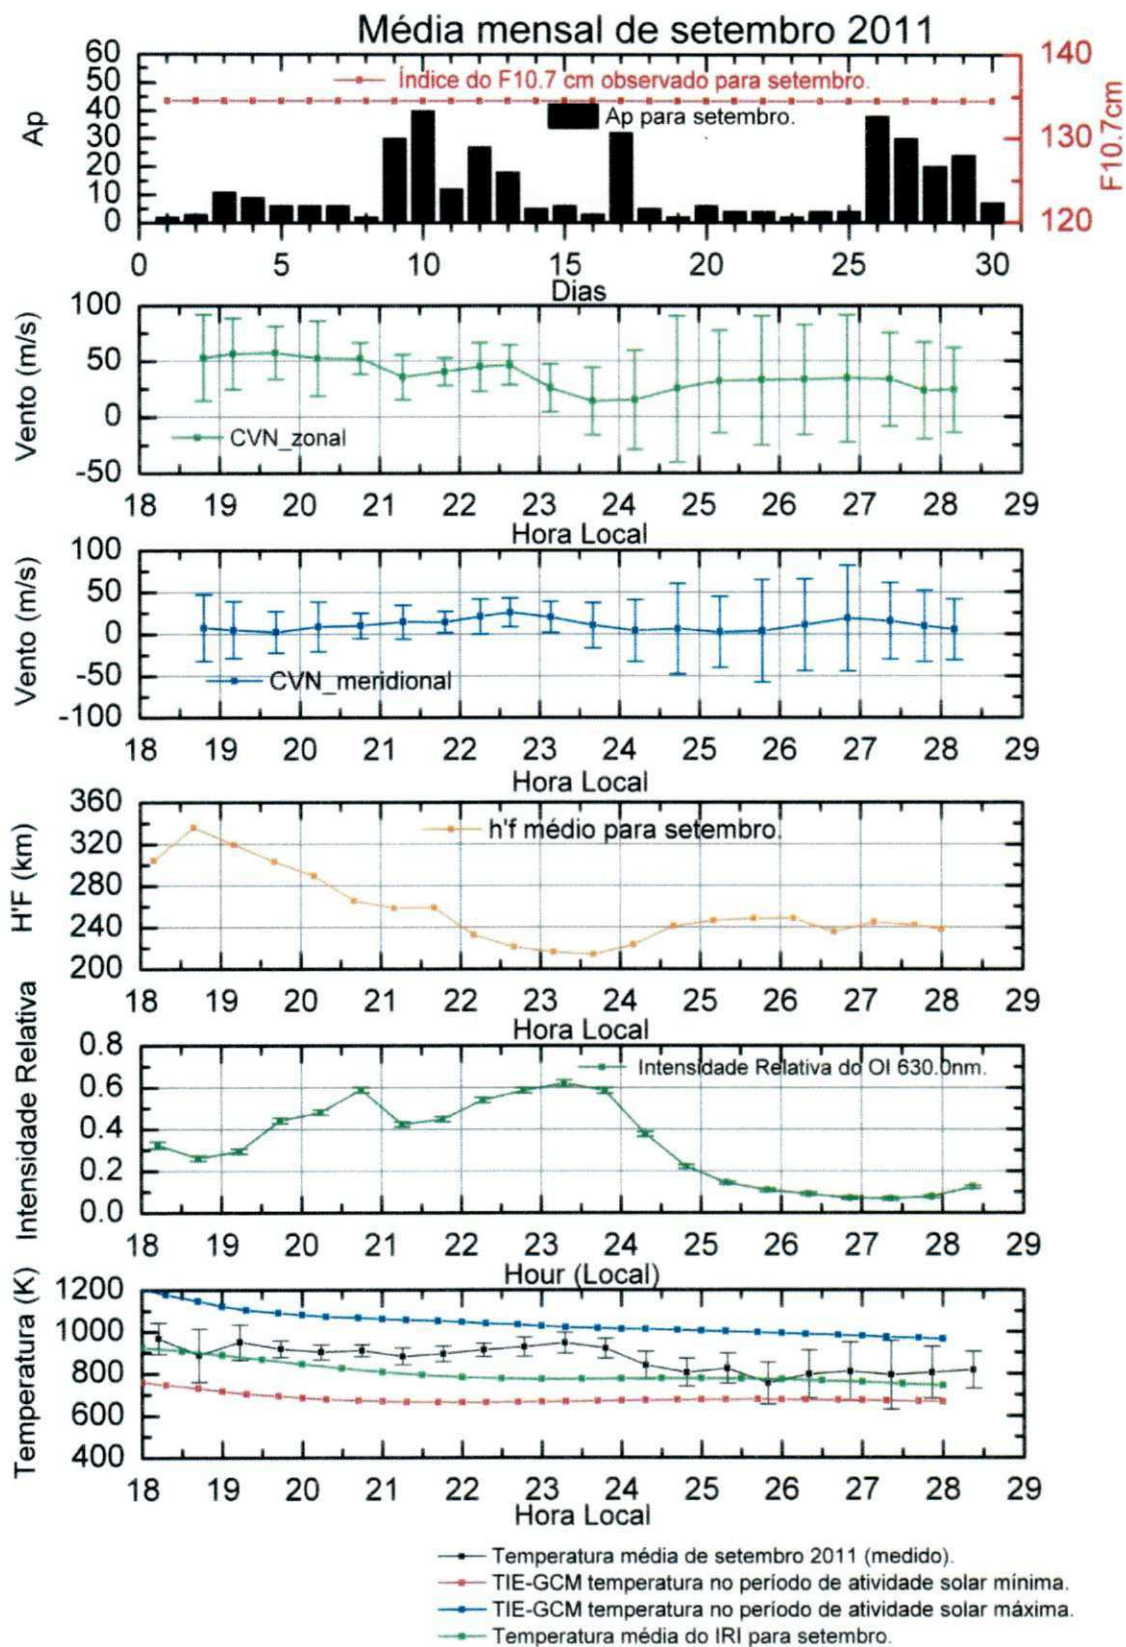 Média mensal de setembro 2011
60
50
40
30
20
10
0
Ap
140
130
120
F10.7cm
Índice do F10.7 cm observado para setembro.
Ap para setembro.
0 5 10 15 20 25 30
Dias
100
50
0
-50
Vento (m/s)
CVN_zonal
18 19 20 21 22 23 24 25 26 27 28 29
Hora Local
100
50
0
-50
-100
Vento (m/s)
CVN_meridional
18 19 20 21 22 23 24 25 26 27 28 29
Hora Local
360
320
280
240
200
H'F (km)
h'f médio para setembro.
18 19 20 21 22 23 24 25 26 27 28 29
Hora Local
0.8
0.6
0.4
0.2
0.0
Intensidade Relativa
Intensidade Relativa do OI 630.0nm.
18 19 20 21 22 23 24 25 26 27 28 29
Hour (Local)
1200
1000
800
600
400
Temperatura (K)
18 19 20 21 22 23 24 25 26 27 28 29
Hora Local
Temperatura média de setembro 2011 (medido).
TIE-GCM temperatura no período de atividade solar mínima.
TIE-GCM temperatura no período de atividade solar máxima.
Temperatura média do IRI para setembro.